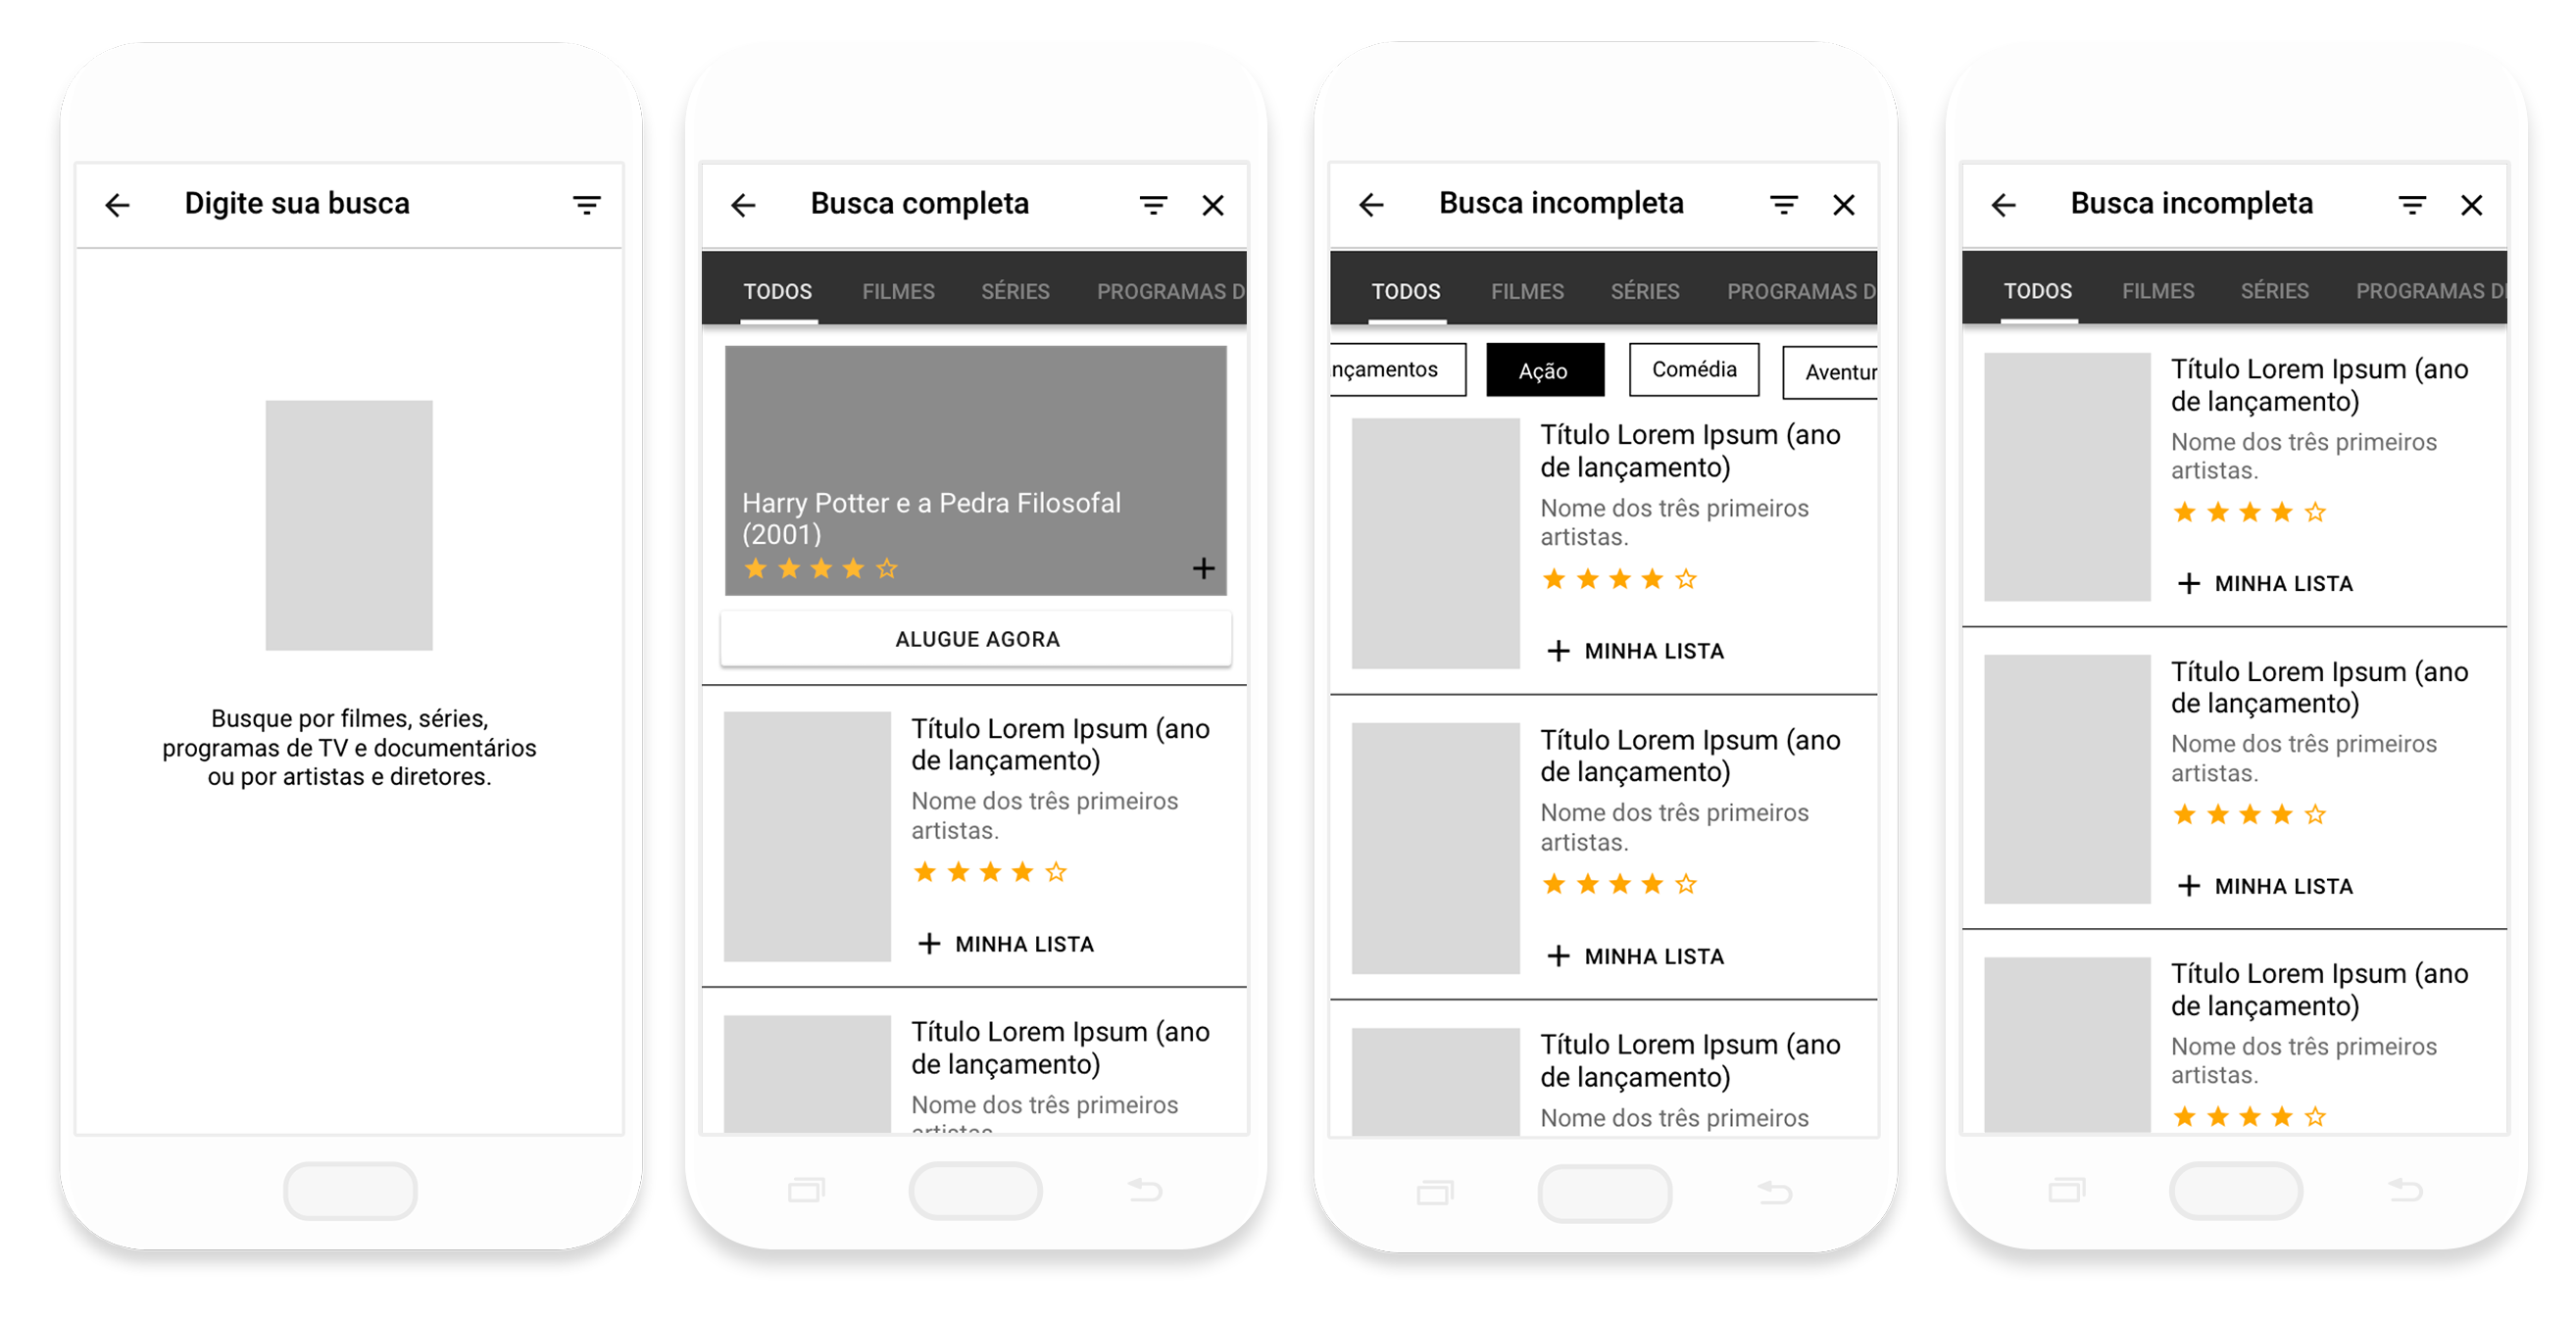 Digite sua busca
Busque por filmes, séries,
programas de TV e documentários
ou por artistas e diretores.
Busca completa
TODOS FILMES SÉRIES PROGRAMAS D
Harry Potter e a Pedra Filosofal
(2001)
ALUGUE AGORA
Título Lorem Ipsum (ano
de lançamento)
Nome dos três primeiros
artistas.
+ MINHA LISTA
Título Lorem Ipsum (ano
de lançamento)
Nome dos três primeiros
artistas
Busca incompleta
TODOS FILMES SÉRIES PROGRAMAS D
nçamentos Ação Comédia Aventur
Título Lorem Ipsum (ano
de lançamento)
Nome dos três primeiros
artistas.
+ MINHA LISTA
Título Lorem Ipsum (ano
de lançamento)
Nome dos três primeiros
artistas.
+ MINHA LISTA
Título Lorem Ipsum (ano
de lançamento)
Nome dos três primeiros
Busca incompleta
TODOS FILMES SÉRIES PROGRAMAS D
Título Lorem Ipsum (ano
de lançamento)
Nome dos três primeiros
artistas.
+ MINHA LISTA
Título Lorem Ipsum (ano
de lançamento)
Nome dos três primeiros
artistas.
+ MINHA LISTA
Título Lorem Ipsum (ano
de lançamento)
Nome dos três primeiros
artistas.